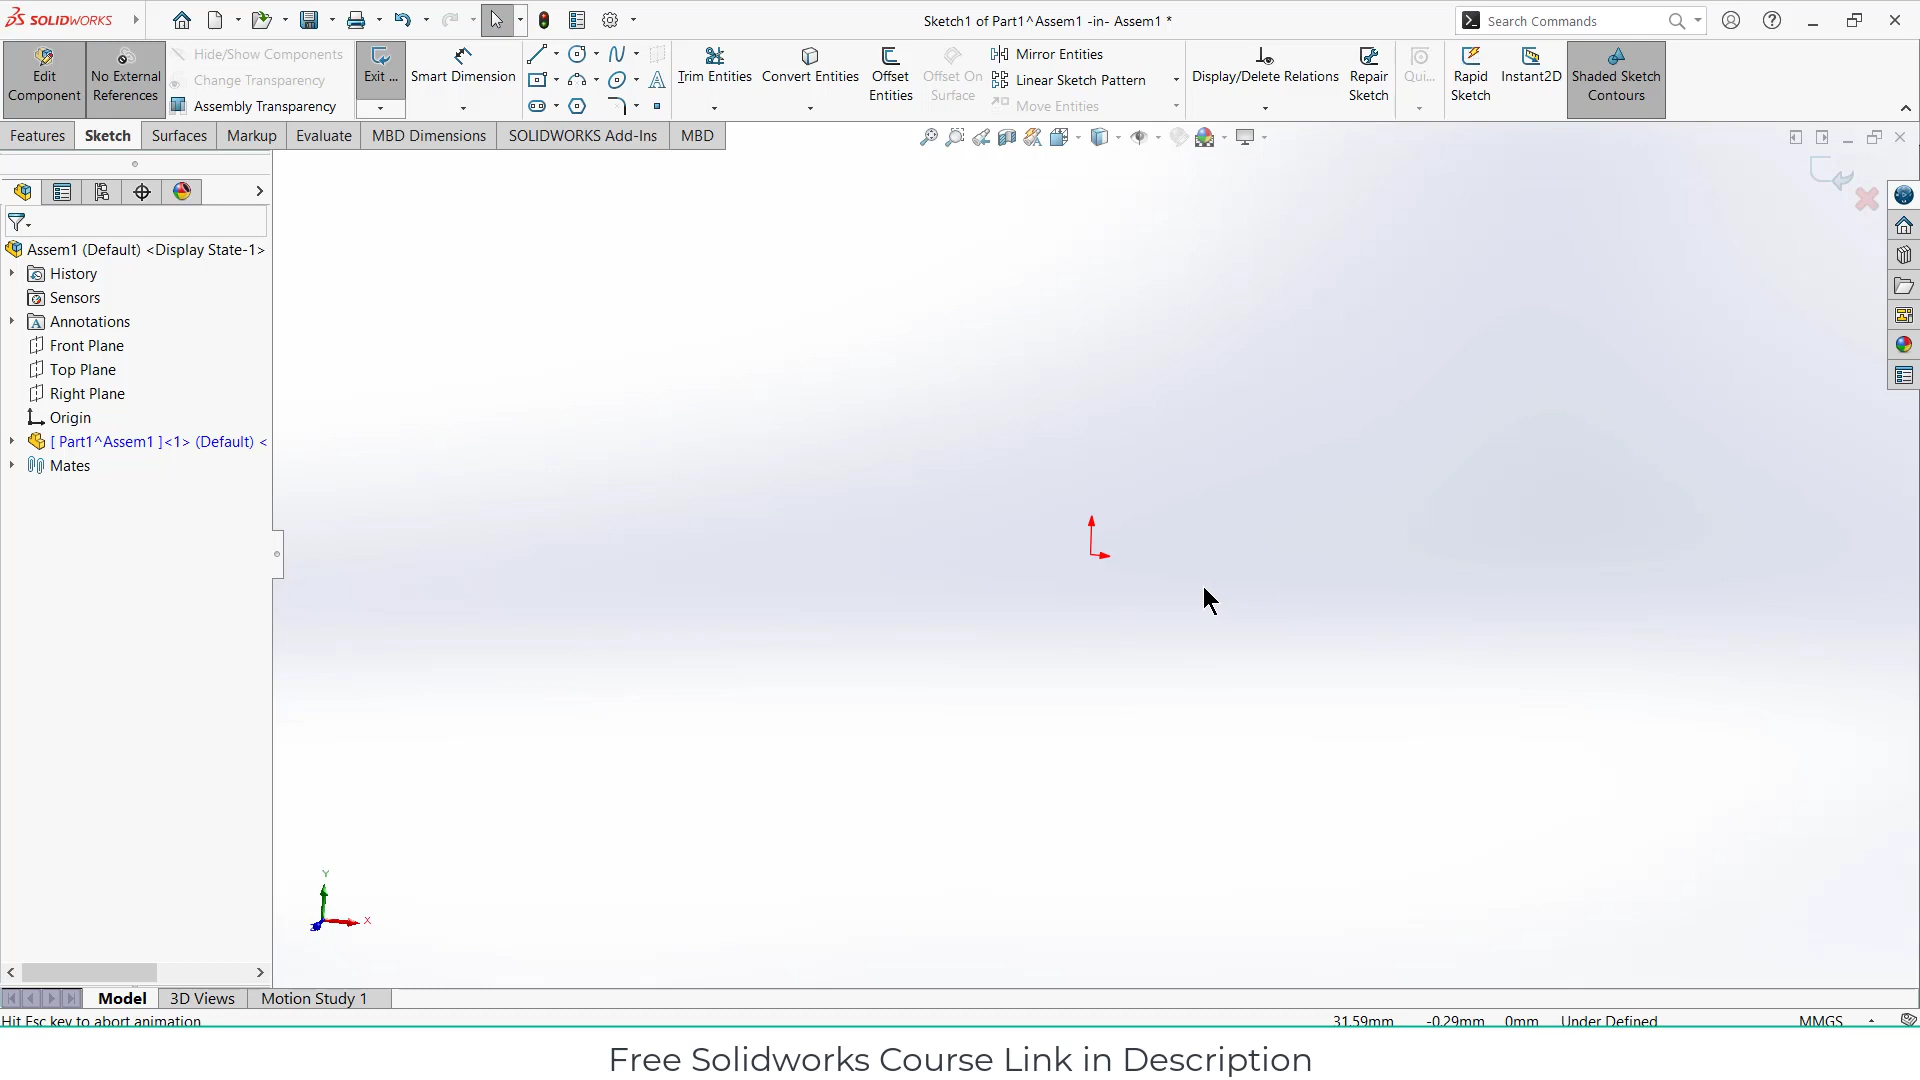 SOLIDWORKS
Sketch1 of Part1^Assem1 -in- Assem1 *
Search Commands
Edit Component
No External References
Hide/Show Components
Change Transparency
Assembly Transparency
Exit ...
Smart Dimension
Trim Entities
Convert Entities
Offset Entities
Offset On Surface
Mirror Entities
Linear Sketch Pattern
Move Entities
Display/Delete Relations
Repair Sketch
Qui...
Rapid Sketch
Instant2D
Shaded Sketch Contours
Features
Sketch
Surfaces
Markup
Evaluate
MBD Dimensions
SOLIDWORKS Add-Ins
MBD
Assem1 (Default) <Display State-1>
History
Sensors
Annotations
Front Plane
Top Plane
Right Plane
Origin
[ Part1^Assem1 ]<1> (Default) <
Mates
Y
X
Model
3D Views
Motion Study 1
Hit Esc key to abort animation
31.59mm
-0.29mm
0mm
Under Defined
MMGS
Free Solidworks Course Link in Description